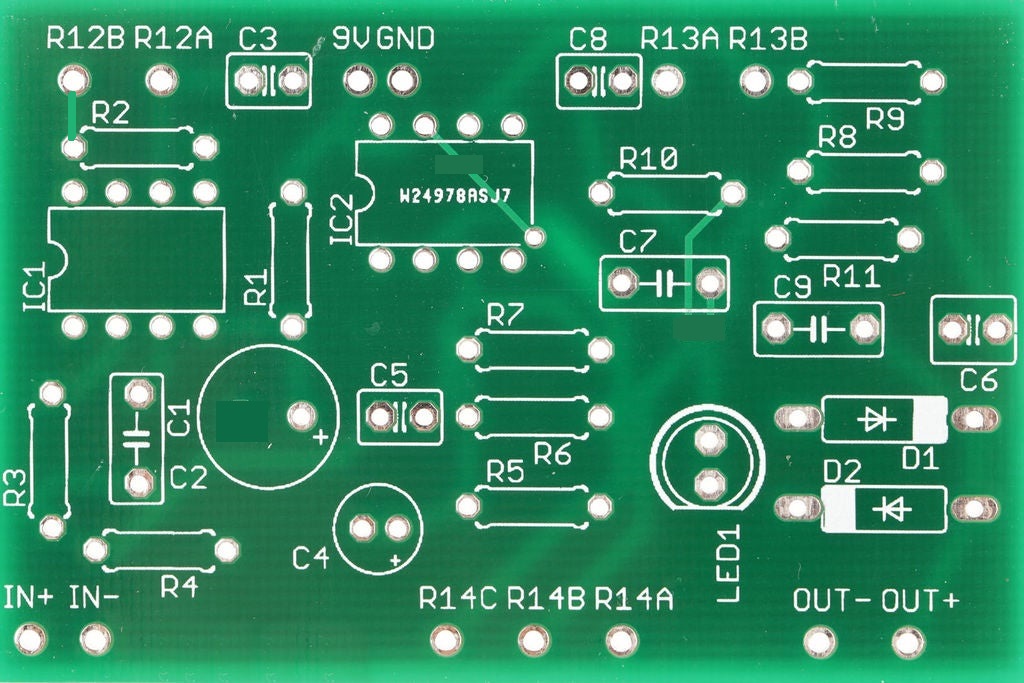 R12B R12A C3 9V GND C8 R13A R13B
R2
R9
R8
R10
W24978ASJ7
IC2
C7
IC1
R1
R11
C9
R7
C5
C6
C1
R6
D1
R3
C2
R5
D2
+
C4
+
LED1
R4
IN+ IN-
R14C R14B R14A
OUT- OUT+